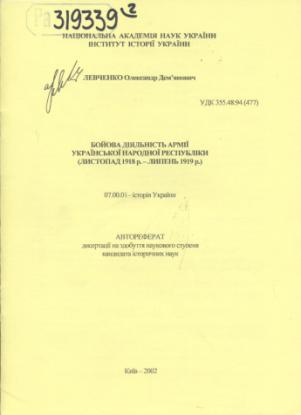 Ра 319339
НАЦІОНАЛЬНА АКАДЕМІЯ НАУК УКРАЇНИ
ІНСТИТУТ ІСТОРІЇ УКРАЇНИ
ЛЕВЧЕНКО Олександр Дем'янович
УДК 355.48:94 (477)
БОЙОВА ДІЯЛЬНІСТЬ АРМІЇ
УКРАЇНСЬКОЇ НАРОДНОЇ РЕСПУБЛІКИ
(ЛИСТОПАД 1918 р. – ЛИПЕНЬ 1919 р.)
07.00.01 - історія України
АВТОРЕФЕРАТ
дисертації на здобуття наукового ступеня
кандидата історичних наук
Київ – 2002